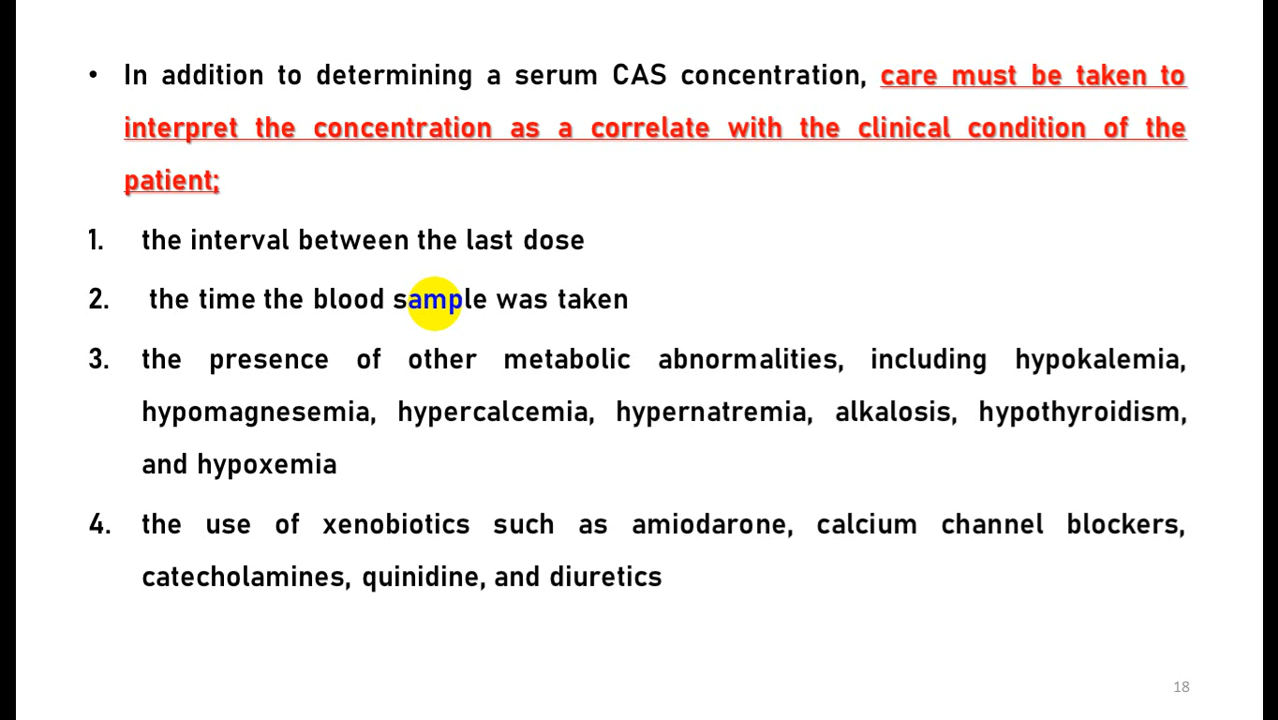 • In addition to determining a serum CAS concentration, care must be taken to
interpret the concentration as a correlate with the clinical condition of the
patient;
1. the interval between the last dose
2. the time the blood sample was taken
3. the presence of other metabolic abnormalities, including hypokalemia,
hypomagnesemia, hypercalcemia, hypernatremia, alkalosis, hypothyroidism,
and hypoxemia
4. the use of xenobiotics such as amiodarone, calcium channel blockers,
catecholamines, quinidine, and diuretics
18